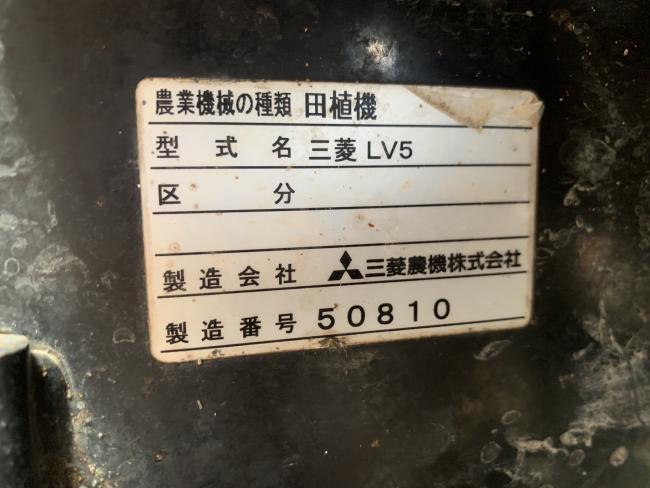 農業機械の種類 田植機
型式名 三菱 LV5
区分
製造会社 三菱農機株式会社
製造番号 50810